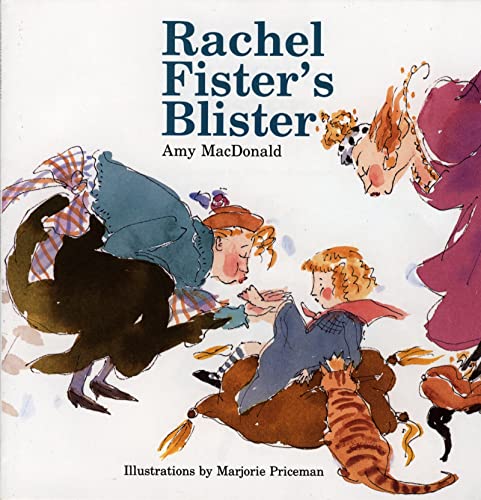 Rachel
Fister's
Blister
Amy MacDonald
Illustrations by Marjorie Priceman